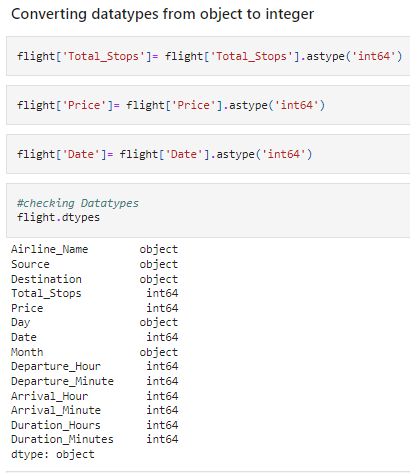 Converting datatypes from object to integer
flight['Total_Stops']= flight['Total_Stops'].astype('int64')
flight['Price']= flight['Price'].astype('int64')
flight['Date']= flight['Date'].astype('int64')
#checking Datatypes
flight.dtypes
Airline_Name object
Source object
Destination object
Total_Stops int64
Price int64
Day object
Date int64
Month object
Departure_Hour int64
Departure_Minute int64
Arrival_Hour int64
Arrival_Minute int64
Duration_Hours int64
Duration_Minutes int64
dtype: object